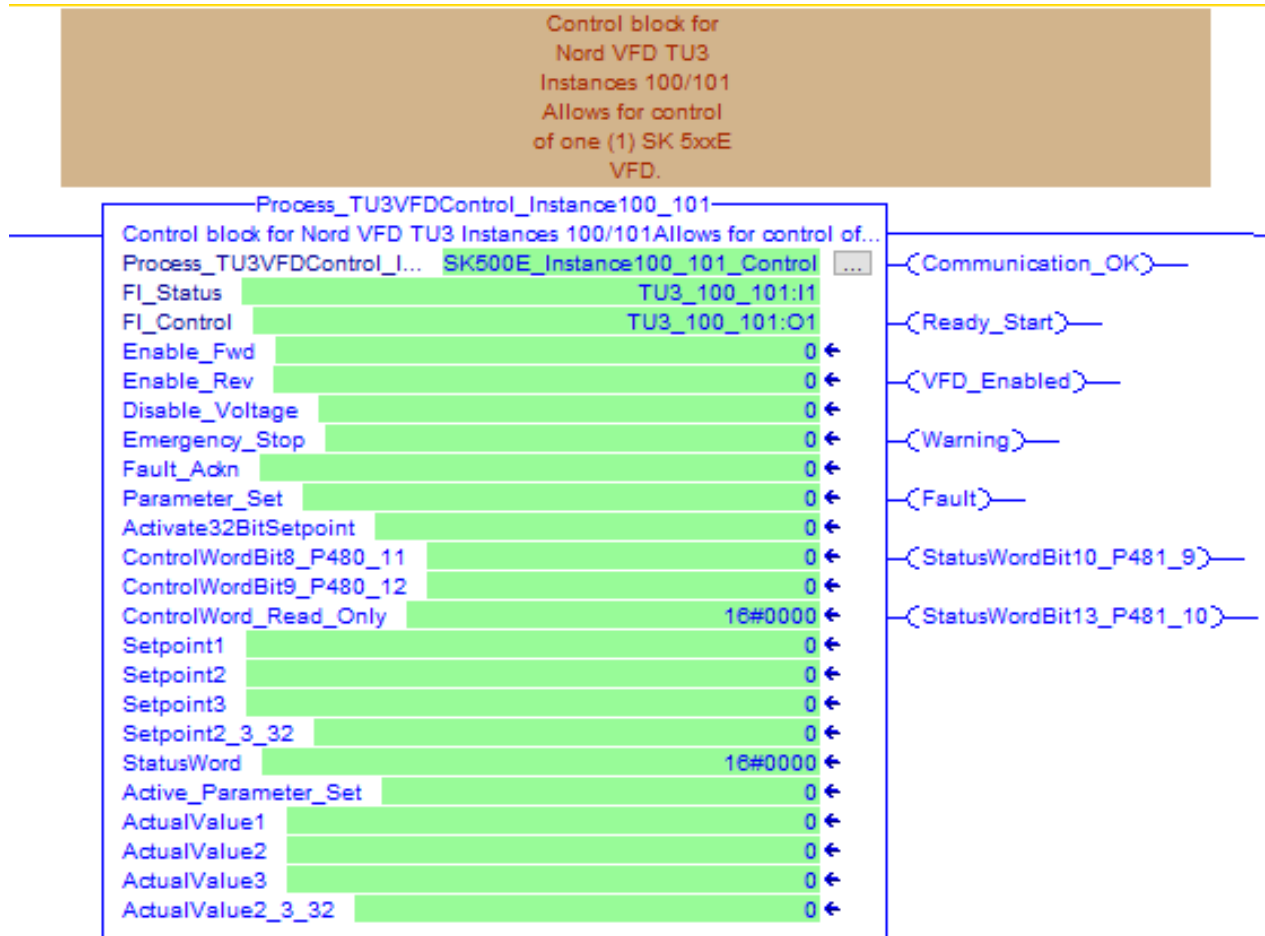 Control block for
Nord VFD TU3
Instances 100/101
Allows for control
of one (1) SK 5xxE
VFD.
Process_TU3VFDControl_Instance100_101
Control block for Nord VFD TU3 Instances 100/101Allows for control of...
Process_TU3VFDControl_I... SK500E_Instance100_101_Control ... Communication_OK
FI_Status TU3_100_101:I1
FI_Control TU3_100_101:O1 Ready_Start
Enable_Fwd 0
Enable_Rev 0 VFD_Enabled
Disable_Voltage 0
Emergency_Stop 0 Warning
Fault_Ackn 0
Parameter_Set 0 Fault
Activate32BitSetpoint 0
ControlWordBit8_P480_11 0 StatusWordBit10_P481_9
ControlWordBit9_P480_12 0
ControlWord_Read_Only 16#0000 StatusWordBit13_P481_10
Setpoint1 0
Setpoint2 0
Setpoint3 0
Setpoint2_3_32 0
StatusWord 16#0000
Active_Parameter_Set 0
ActualValue1 0
ActualValue2 0
ActualValue3 0
ActualValue2_3_32 0